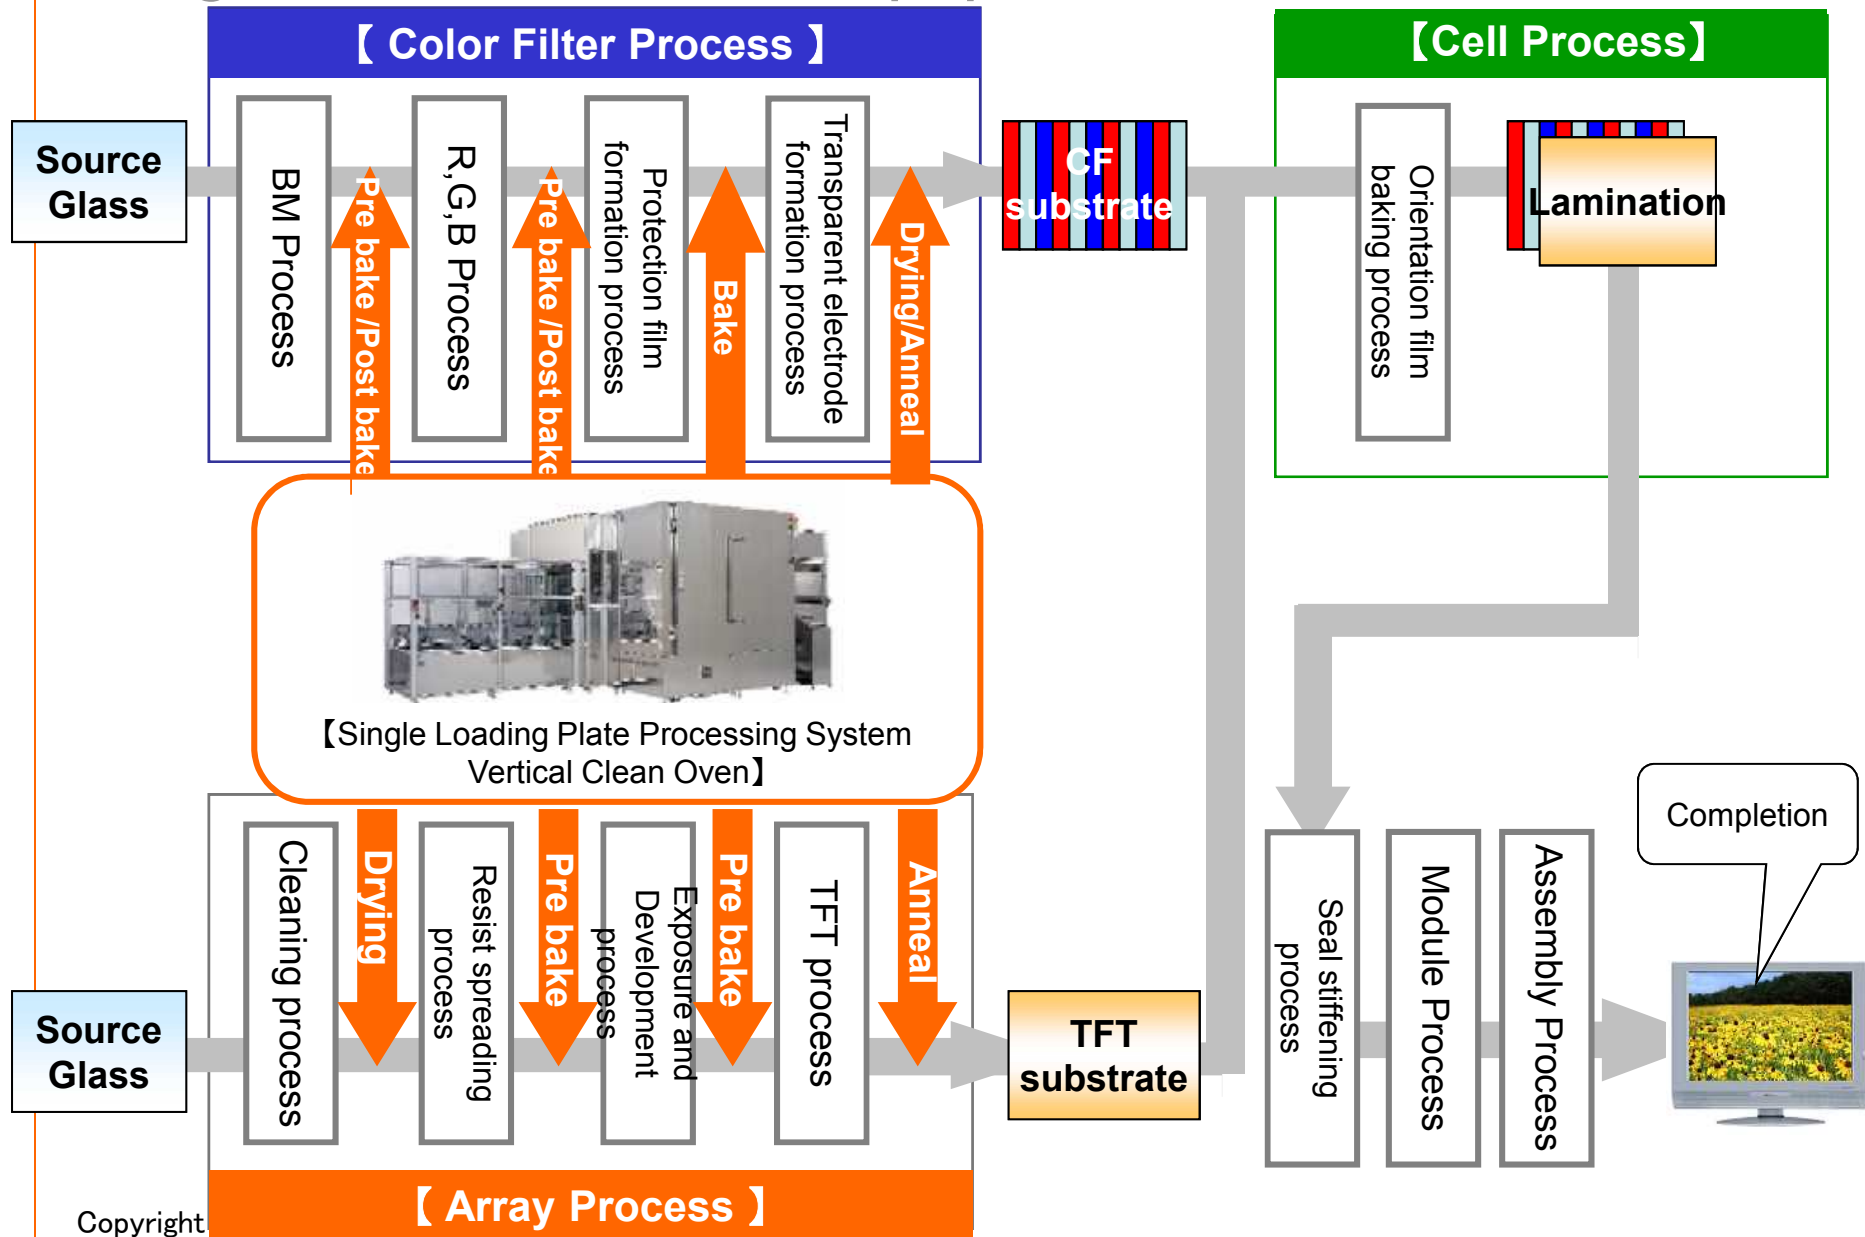 【 Color Filter Process 】
【Cell Process】
Source
Glass
BM Process
Pre bake /Post bake
R,G,B Process
Pre bake /Post bake
Protection film
formation process
Bake
Transparent electrode
formation process
Drying/Anneal
CF
substrate
Orientation film
baking process
Lamination
【Single Loading Plate Processing System
Vertical Clean Oven】
Source
Glass
Cleaning process
Drying
Resist spreading
process
Pre bake
Exposure and
Development
process
Pre bake
TFT process
Anneal
TFT
substrate
Seal stiffening
process
Module Process
Assembly Process
Completion
【 Array Process 】
Copyright